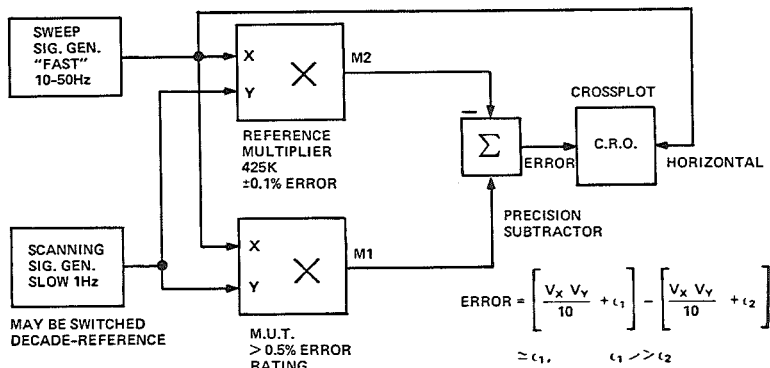 SWEEP
SIG. GEN.
"FAST"
10-50Hz
X
Y
M2
REFERENCE
MULTIPLIER
425K
±0.1% ERROR
CROSSPLOT
−
Σ
ERROR
C.R.O.
HORIZONTAL
PRECISION
SUBTRACTOR
SCANNING
SIG. GEN.
SLOW 1Hz
MAY BE SWITCHED
DECADE-REFERENCE
X
Y
M1
M.U.T.
> 0.5% ERROR
RATING
ERROR = [ VX VY / 10 + ϵ1 ] − [ VX VY / 10 + ϵ2 ]
≃ ϵ1, ϵ1 >> ϵ2